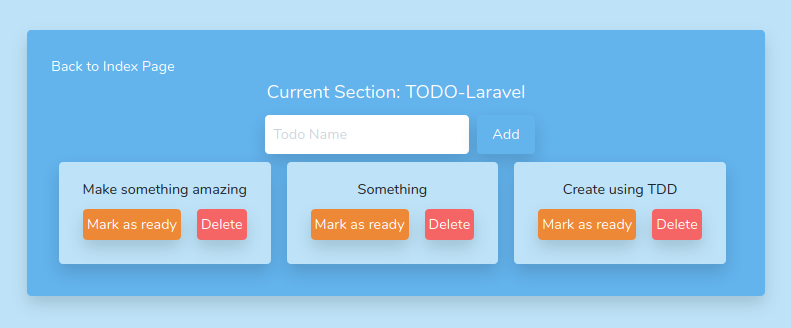 Back to Index Page
Current Section: TODO-Laravel
Todo Name Add
Make something amazing
Mark as ready Delete
Something
Mark as ready Delete
Create using TDD
Mark as ready Delete